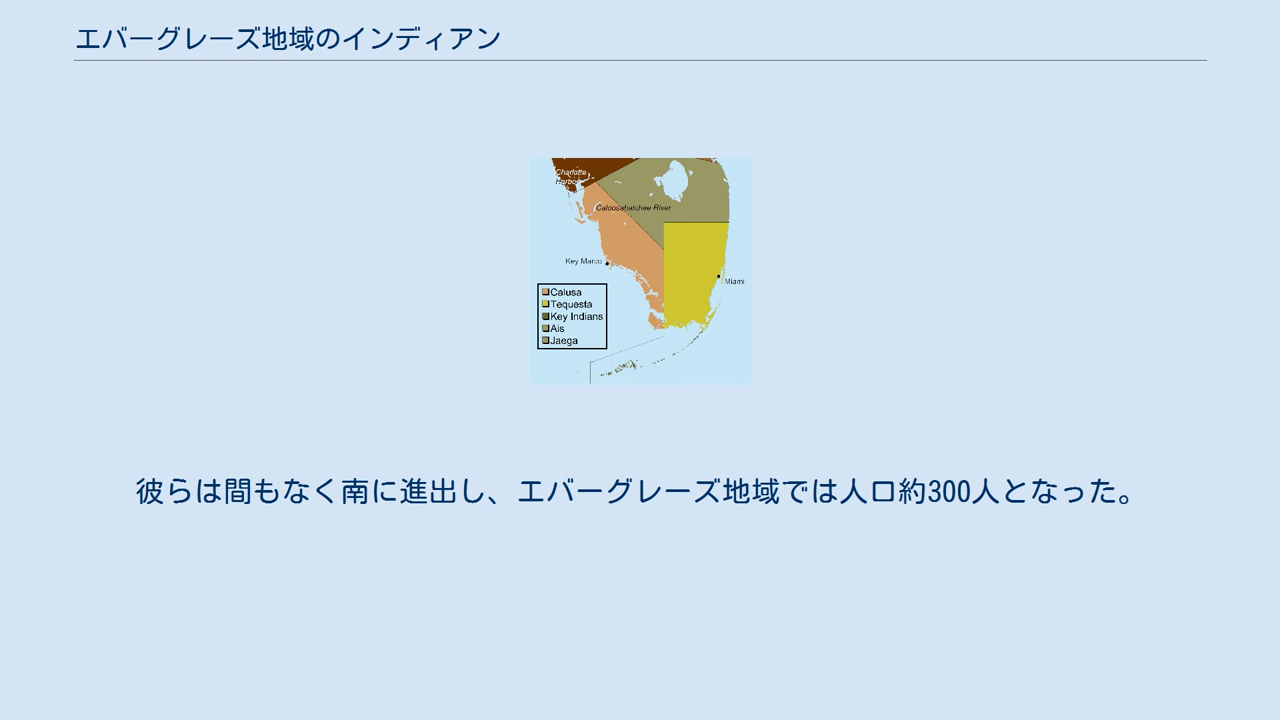 エバーグレーズ地域のインディアン
Charlotte
Harbor
Caloosahatchee River
Key Marco
Miami
Calusa
Tequesta
Key Indians
Ais
Jaega
彼らは間もなく南に進出し、エバーグレーズ地域では人口約300人となった。